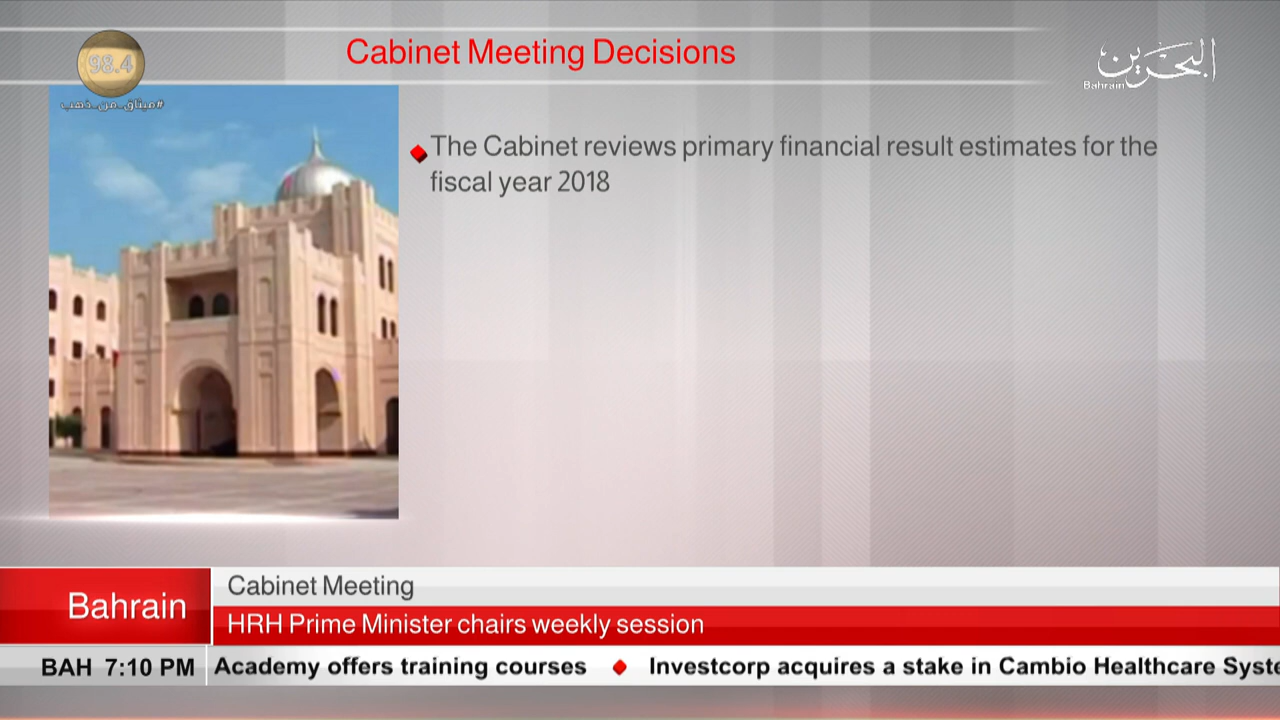 98.4
#ميثاق_من_ذهب
Cabinet Meeting Decisions
البحرين
Bahrain
The Cabinet reviews primary financial result estimates for the
fiscal year 2018
Bahrain
Cabinet Meeting
HRH Prime Minister chairs weekly session
BAH 7:10 PM
Academy offers training courses
Investcorp acquires a stake in Cambio Healthcare Syste